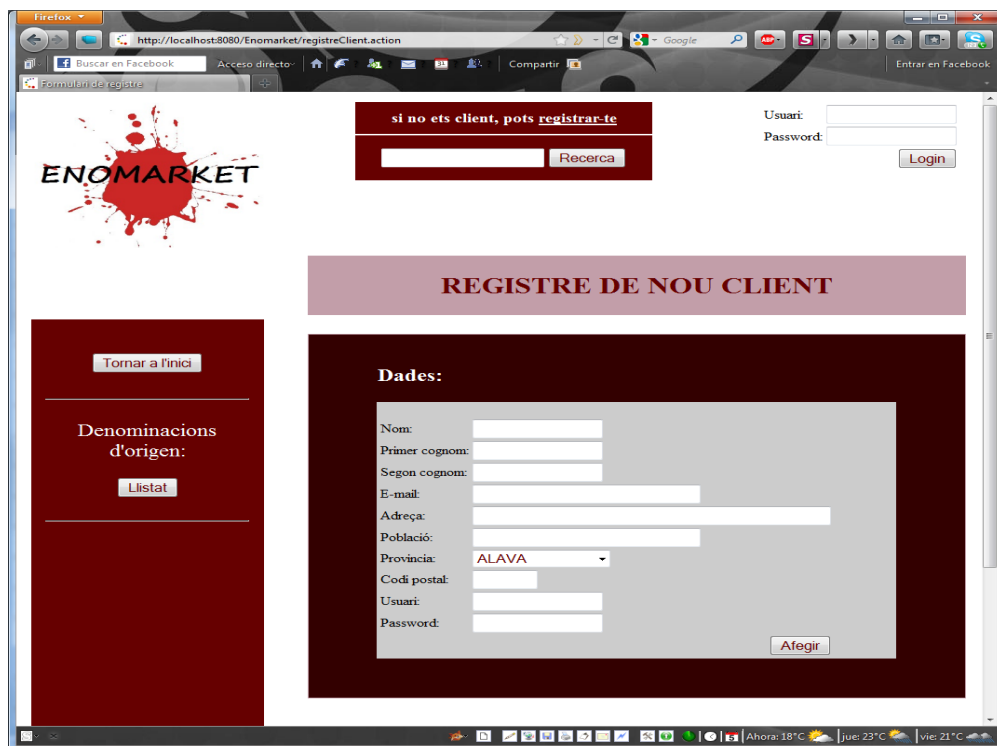 Firefox
http://localhost:8080/Enomarket/registreClient.action
Google
ABP
S
Buscar en Facebook
Acceso directo
31
Compartir
Entrar en Facebook
Formulari de registre
ENOMARKET
si no ets client, pots registrar-te
Recerca
Usuari:
Password:
Login
REGISTRE DE NOU CLIENT
Tornar a l'inici
Denominacions
d'origen:
Llistat
Dades:
Nom:
Primer cognom:
Segon cognom:
E-mail:
Adreça:
Població:
Provincia:
ALAVA
Codi postal:
Usuari:
Password:
Afegir
Ahora: 18°C
jue: 23°C
vie: 21°C